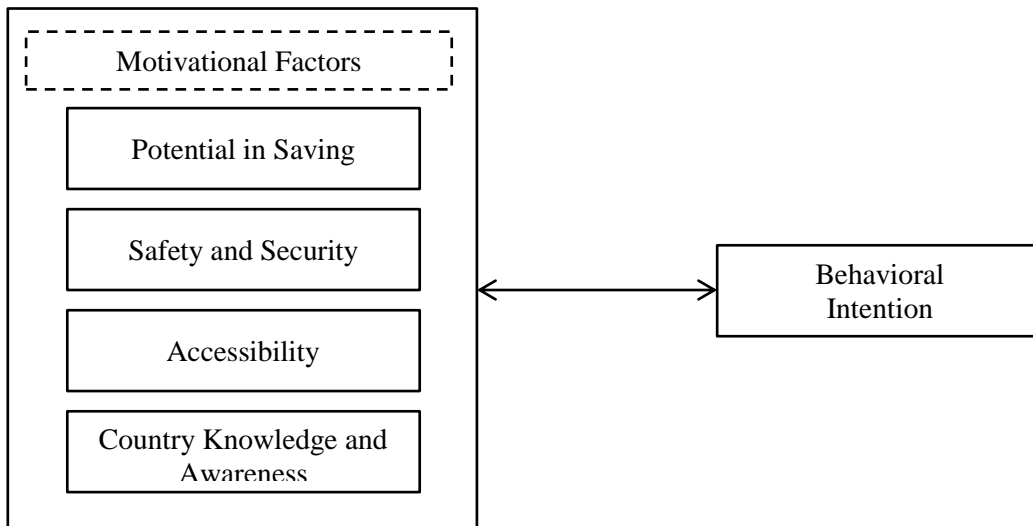 Motivational Factors
Potential in Saving
Safety and Security
Accessibility
Country Knowledge and
Awareness
Behavioral
Intention